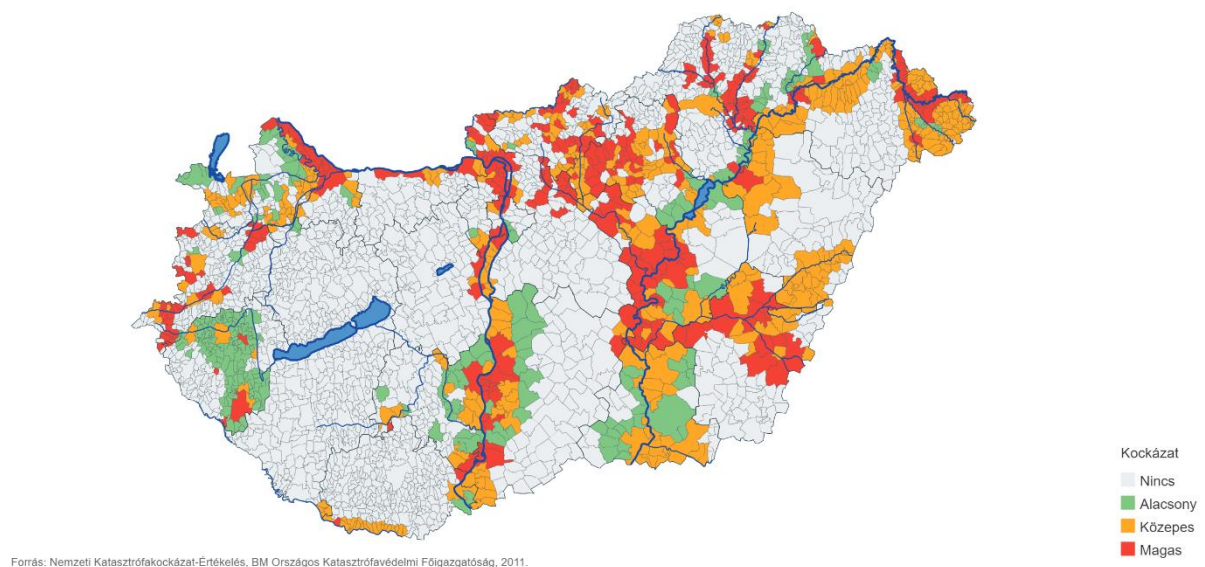 Kockázat
Nincs
Alacsony
Közepes
Magas
Forrás: Nemzeti Katasztrófakockázat-Értékelés, BM Országos Katasztrófavédelmi Főigazgatóság, 2011.